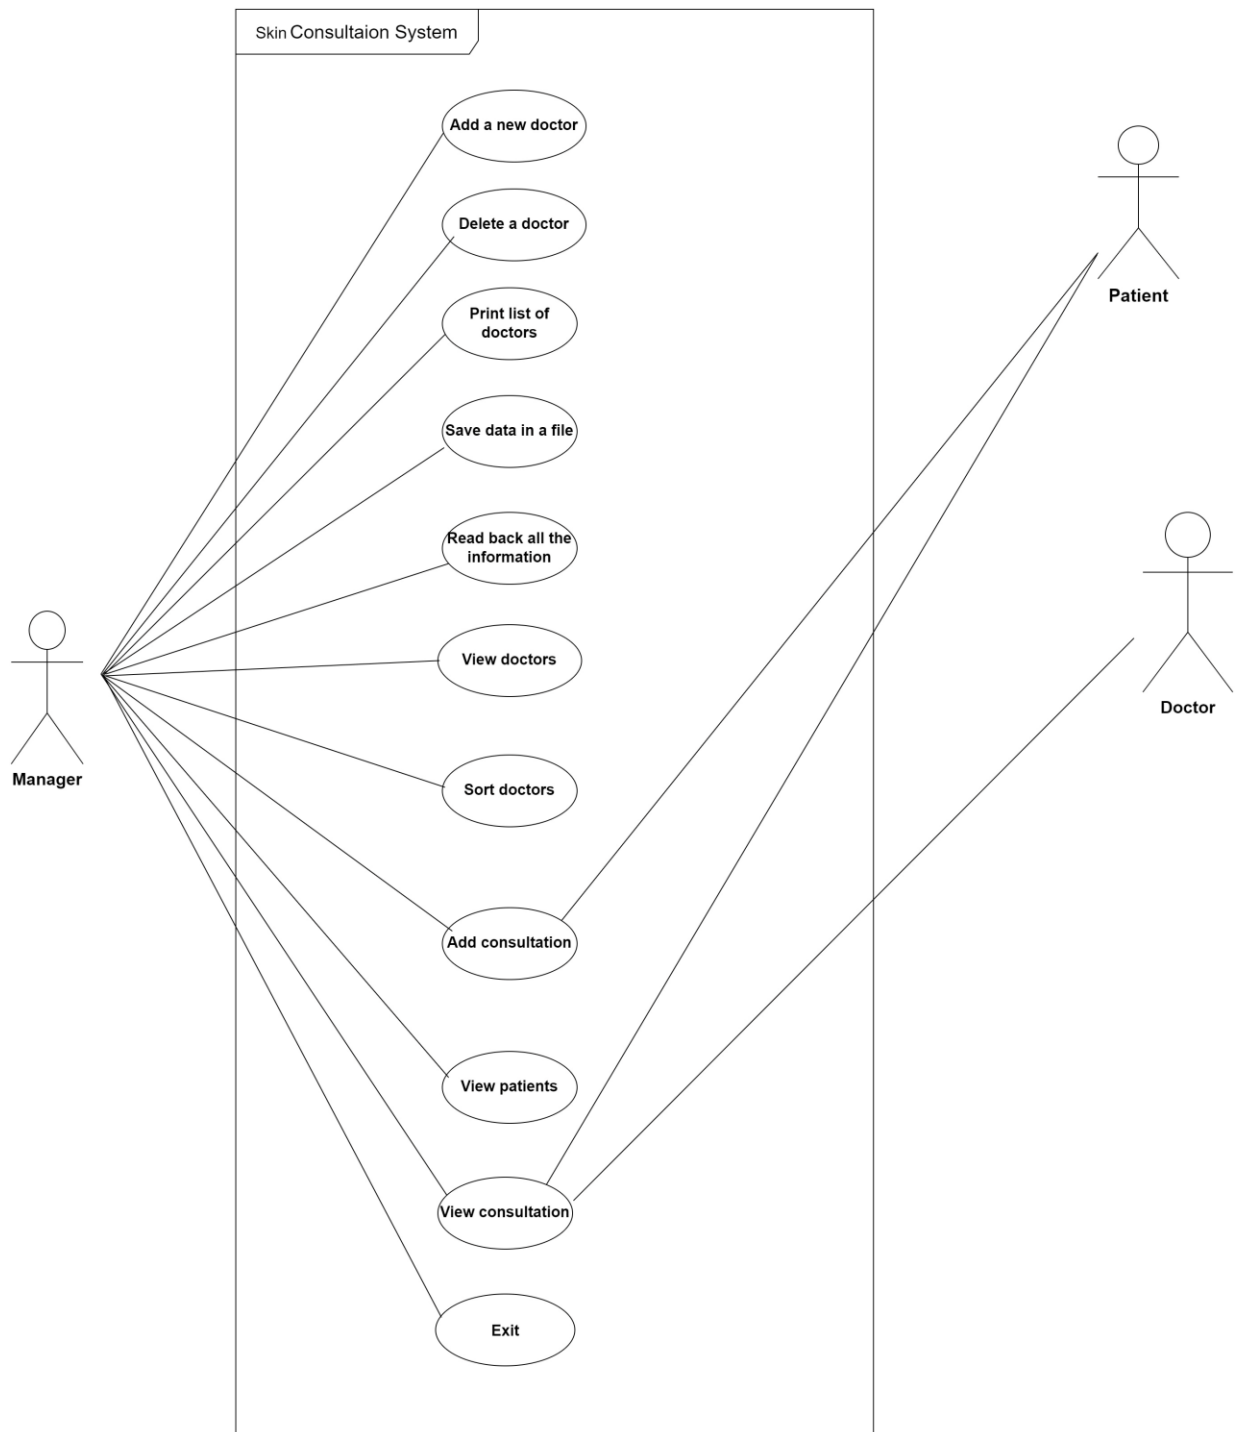 Skin Consultaion System
Add a new doctor
Delete a doctor
Print list of
doctors
Save data in a file
Read back all the
information
View doctors
Sort doctors
Add consultation
View patients
View consultation
Exit
Manager
Patient
Doctor